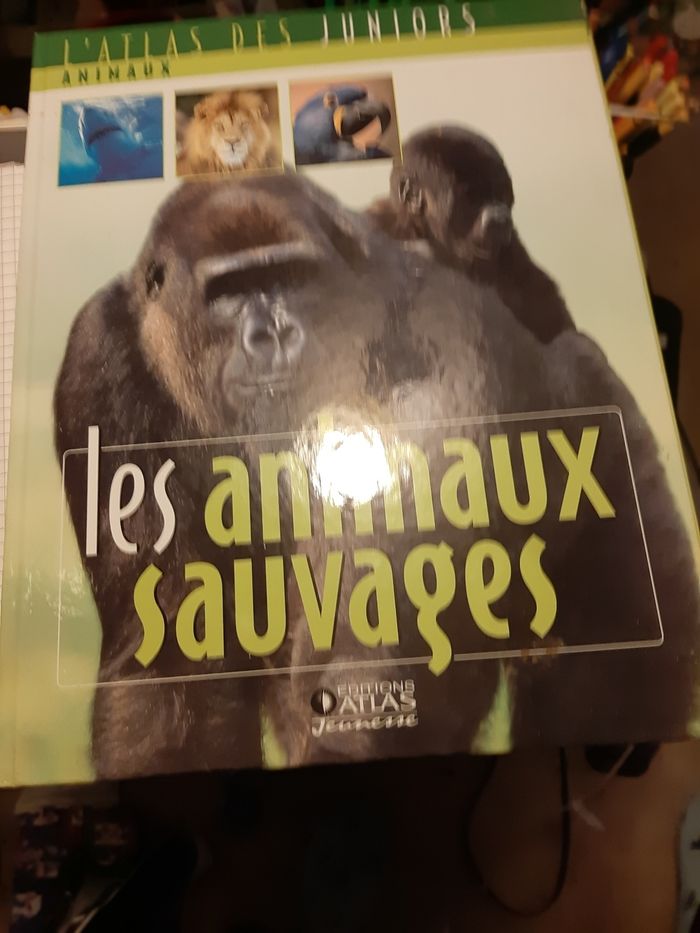 L'ATLAS DES JUNIORS
ANIMAUX
les animaux
sauvages
EDITIONS
ATLAS
Jeunesse